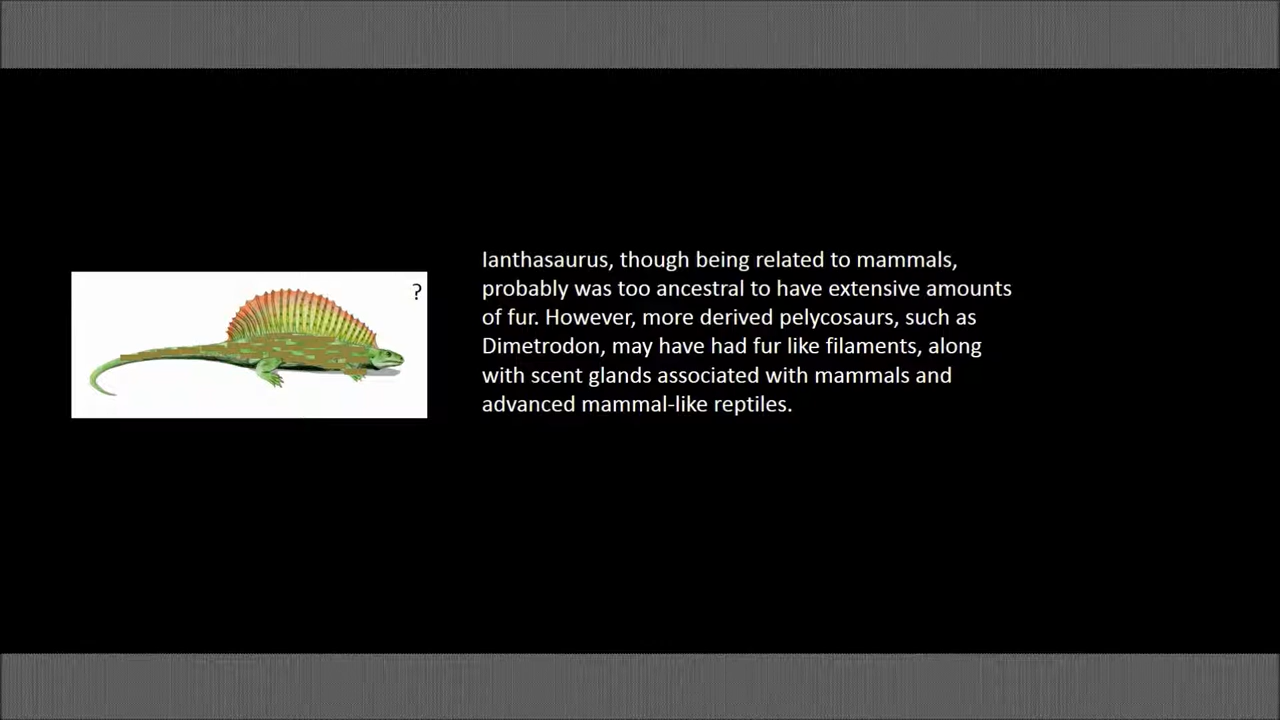 ?
Ianthasaurus, though being related to mammals,
probably was too ancestral to have extensive amounts
of fur. However, more derived pelycosaurs, such as
Dimetrodon, may have had fur like filaments, along
with scent glands associated with mammals and
advanced mammal-like reptiles.